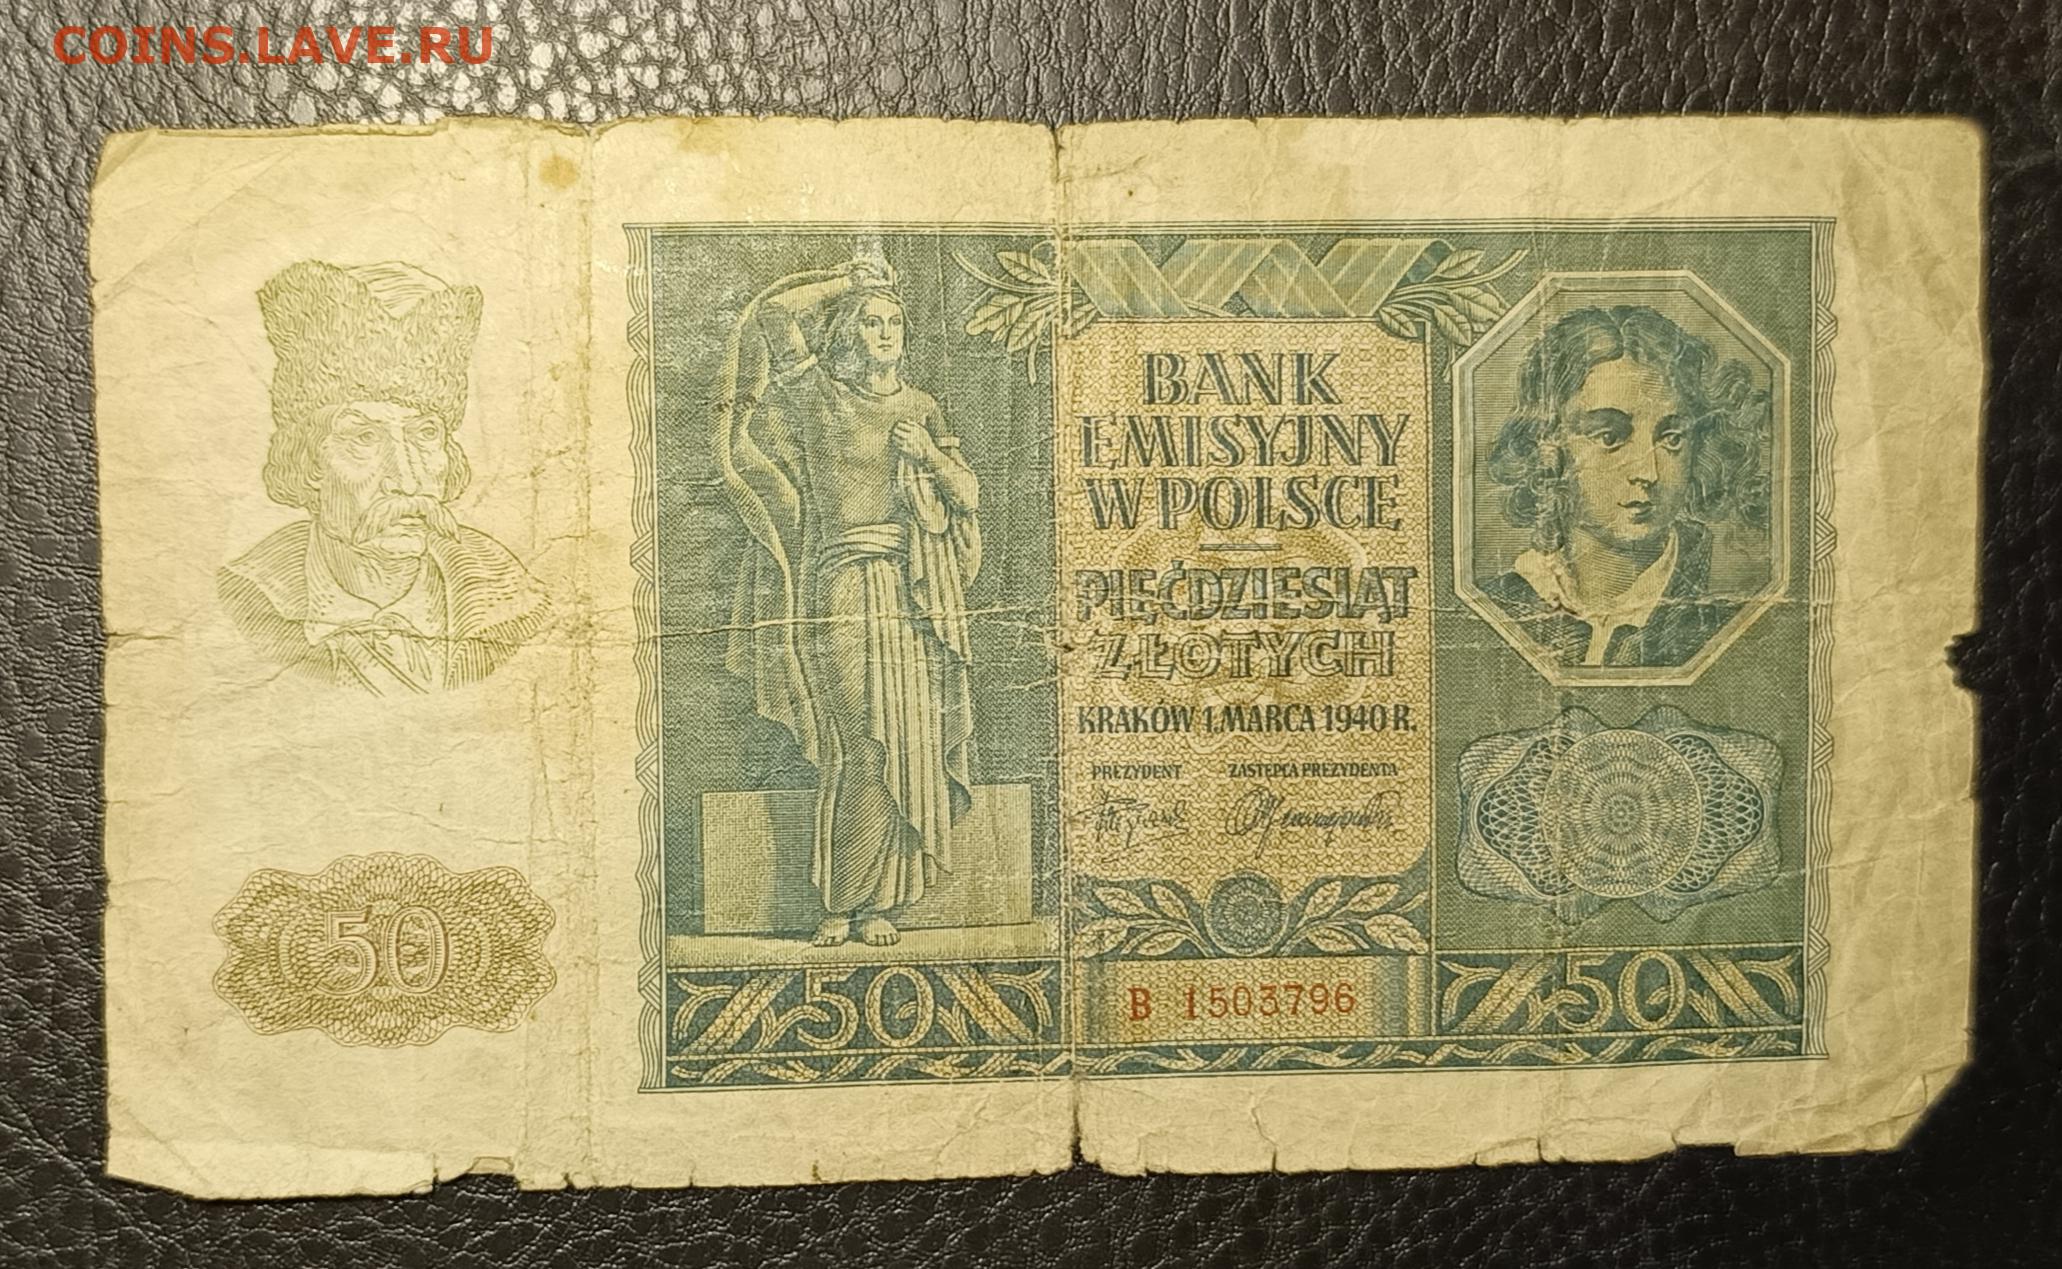 COINS.LAVE.RU
BANK
EMISYJNY
W POLSCE
PIĘĆDZIESIĄT
ZŁOTYCH
KRAKÓW 1. MARCA 1940 R.
PREZYDENT ZASTĘPCA PREZYDENTA
50
50 B 1503796 50